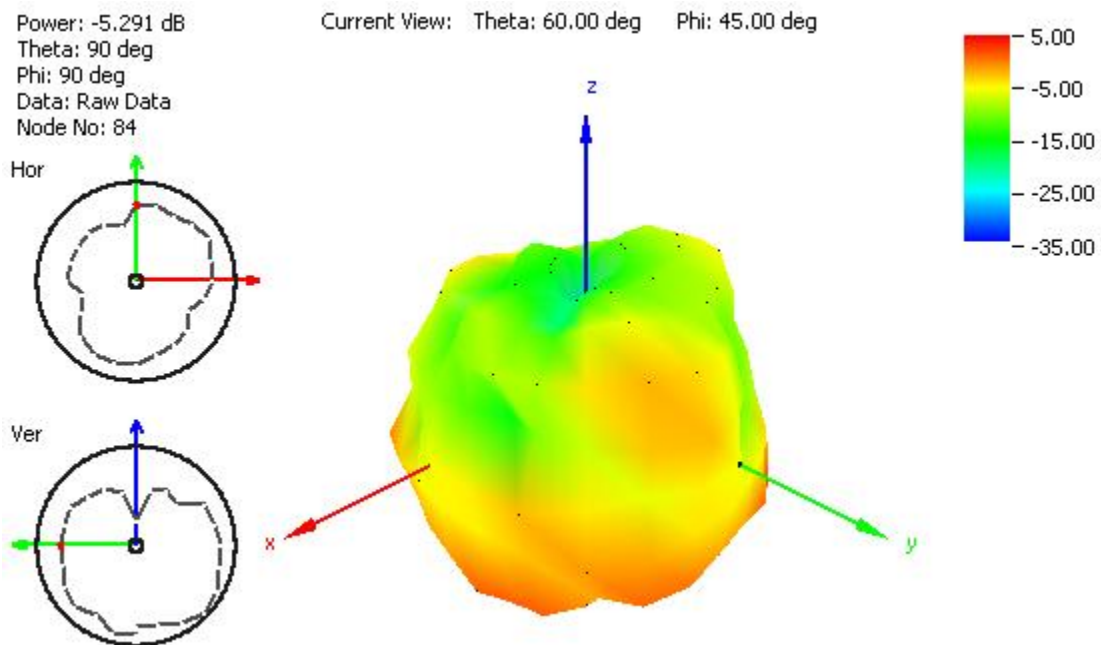 Power: -5.291 dB
Theta: 90 deg
Phi: 90 deg
Data: Raw Data
Node No: 84
Current View: Theta: 60.00 deg Phi: 45.00 deg
5.00
-5.00
-15.00
-25.00
-35.00
Hor
Ver
z
x
y